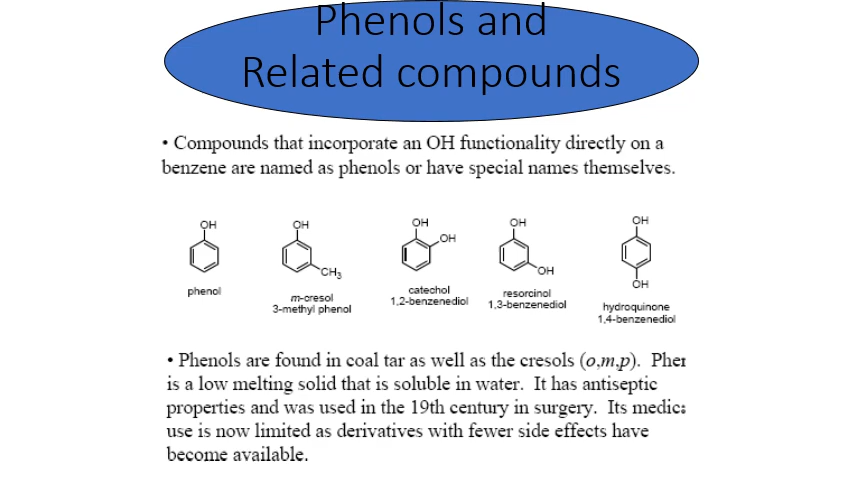 Phenols and
Related compounds
• Compounds that incorporate an OH functionality directly on a
benzene are named as phenols or have special names themselves.
OH
phenol
OH
CH₃
m-cresol
3-methyl phenol
OH
OH
catechol
1,2-benzenediol
OH
OH
resorcinol
1,3-benzenediol
OH
OH
hydroquinone
1,4-benzenediol
• Phenols are found in coal tar as well as the cresols (o,m,p).
is a low melting solid that is soluble in water. It has antiseptic
properties and was used in the 19th century in surgery. Its
use is now limited as derivatives with fewer side effects have
become available.